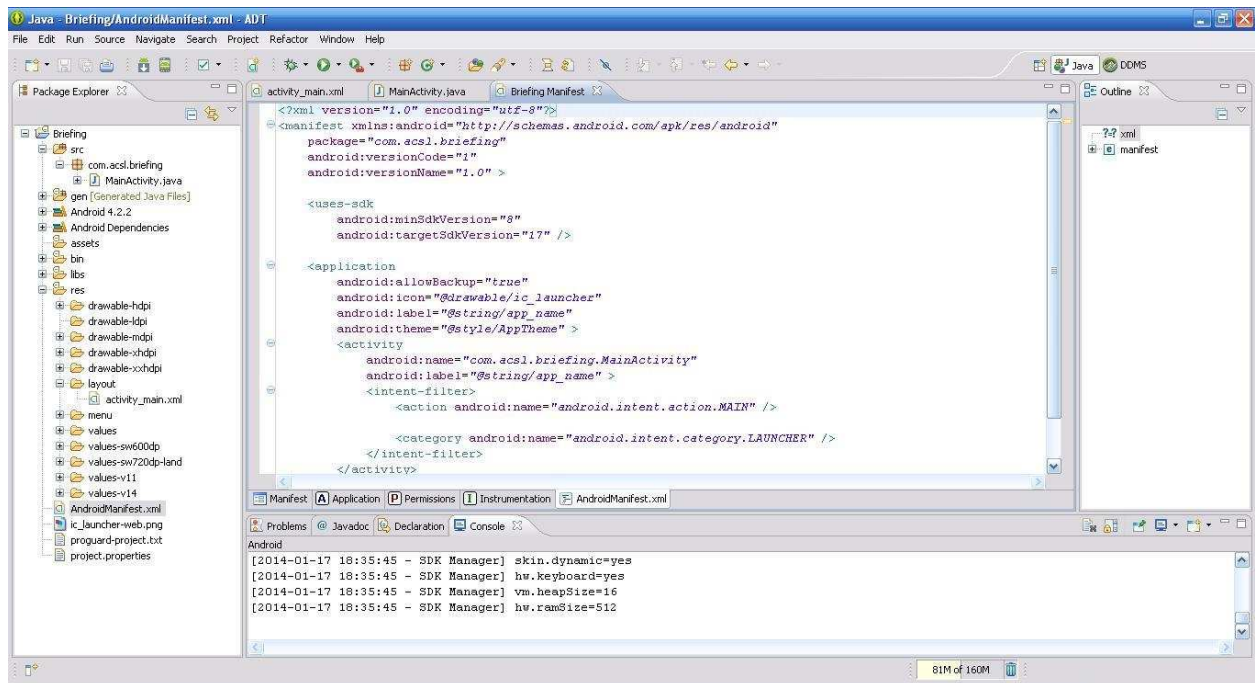 Java - Briefing/AndroidManifest.xml - ADT
File Edit Run Source Navigate Search Project Refactor Window Help
Java DDMS
Package Explorer
Briefing
src
com.acsl.briefing
MainActivity.java
gen [Generated Java Files]
Android 4.2.2
Android Dependencies
assets
bin
libs
res
drawable-hdpi
drawable-ldpi
drawable-mdpi
drawable-xhdpi
drawable-xxhdpi
layout
activity_main.xml
menu
values
values-sw600dp
values-sw720dp-land
values-v11
values-v14
AndroidManifest.xml
ic_launcher-web.png
proguard-project.txt
project.properties
activity_main.xml MainActivity.java Briefing Manifest
<?xml version="1.0" encoding="utf-8"?>
<manifest xmlns:android="http://schemas.android.com/apk/res/android"
package="com.acsl.briefing"
android:versionCode="1"
android:versionName="1.0" >
<uses-sdk
android:minSdkVersion="8"
android:targetSdkVersion="17" />
<application
android:allowBackup="true"
android:icon="@drawable/ic_launcher"
android:label="@string/app_name"
android:theme="@style/AppTheme" >
<activity
android:name="com.acsl.briefing.MainActivity"
android:label="@string/app_name" >
<intent-filter>
<action android:name="android.intent.action.MAIN" />
<category android:name="android.intent.category.LAUNCHER" />
</intent-filter>
</activity>
Manifest A Application P Permissions I Instrumentation AndroidManifest.xml
Outline
?=? xml
e manifest
Problems @ Javadoc Declaration Console
Android
[2014-01-17 18:35:45 - SDK Manager] skin.dynamic=yes
[2014-01-17 18:35:45 - SDK Manager] hw.keyboard=yes
[2014-01-17 18:35:45 - SDK Manager] vm.heapSize=16
[2014-01-17 18:35:45 - SDK Manager] hw.ramSize=512
81M of 160M